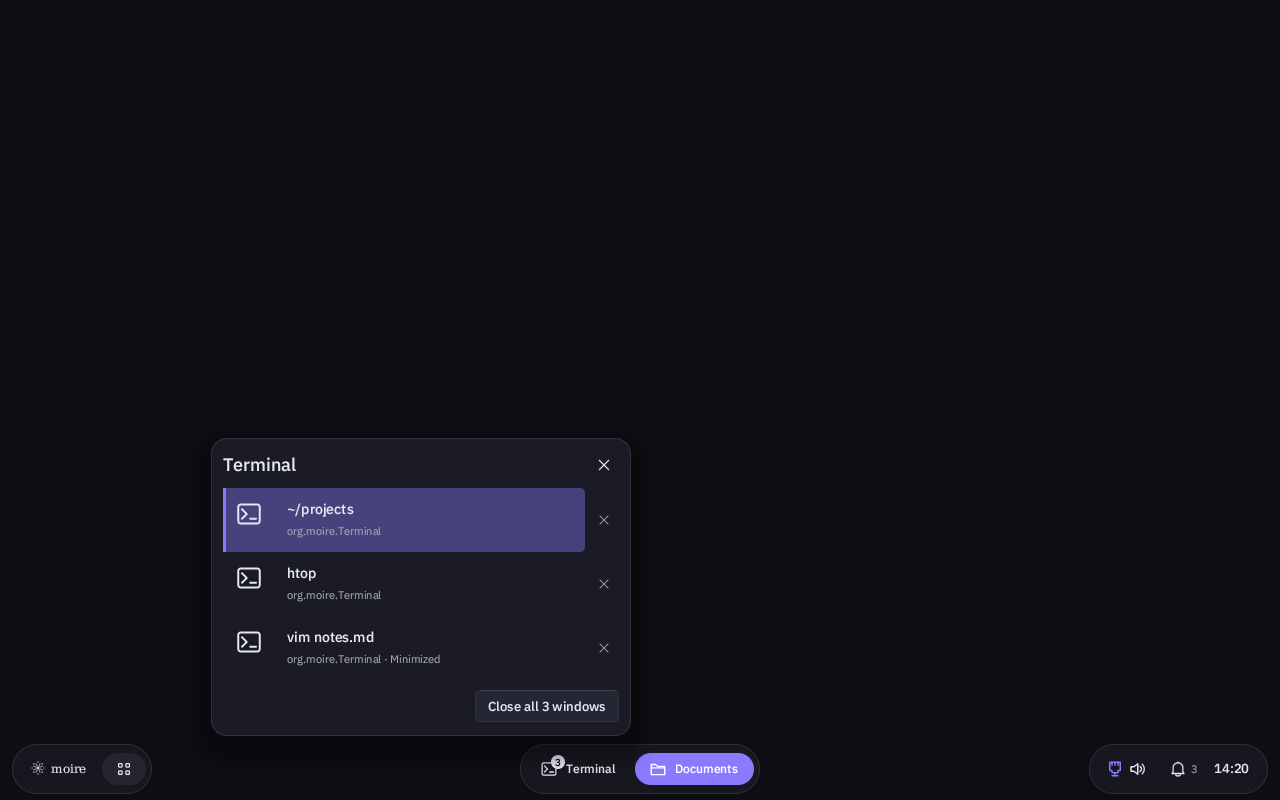 Terminal
~/projects
org.moire.Terminal
htop
org.moire.Terminal
vim notes.md
org.moire.Terminal · Minimized
Close all 3 windows
moire
3
Terminal
Documents
3
14:20